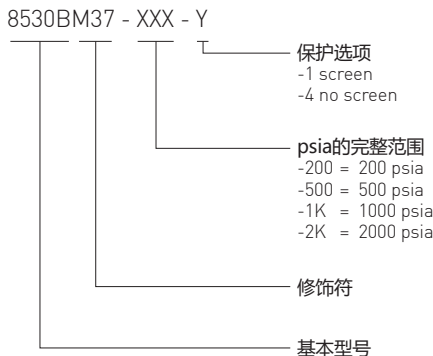 8530BM37 - XXX - Y
保护选项
-1 screen
-4 no screen
psia的完整范围
-200 = 200 psia
-500 = 500 psia
-1K = 1000 psia
-2K = 2000 psia
修饰符
基本型号